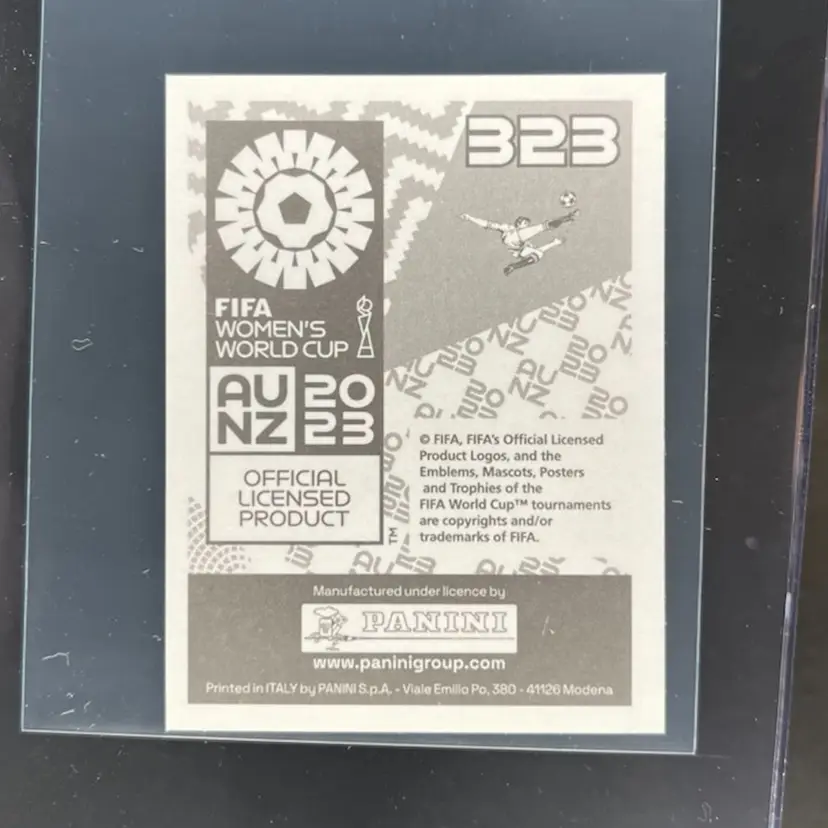 323
FIFA
WOMEN'S
WORLD CUP
AU 20
NZ 23
OFFICIAL
LICENSED
PRODUCT
TM
© FIFA, FIFA's Official Licensed
Product Logos, and the
Emblems, Mascots, Posters
and Trophies of the
FIFA World Cup™ tournaments
are copyrights and/or
trademarks of FIFA.
Manufactured under licence by
PANINI
www.paninigroup.com
Printed in ITALY by PANINI S.p.A. - Viale Emilio Po, 380 - 41126 Modena